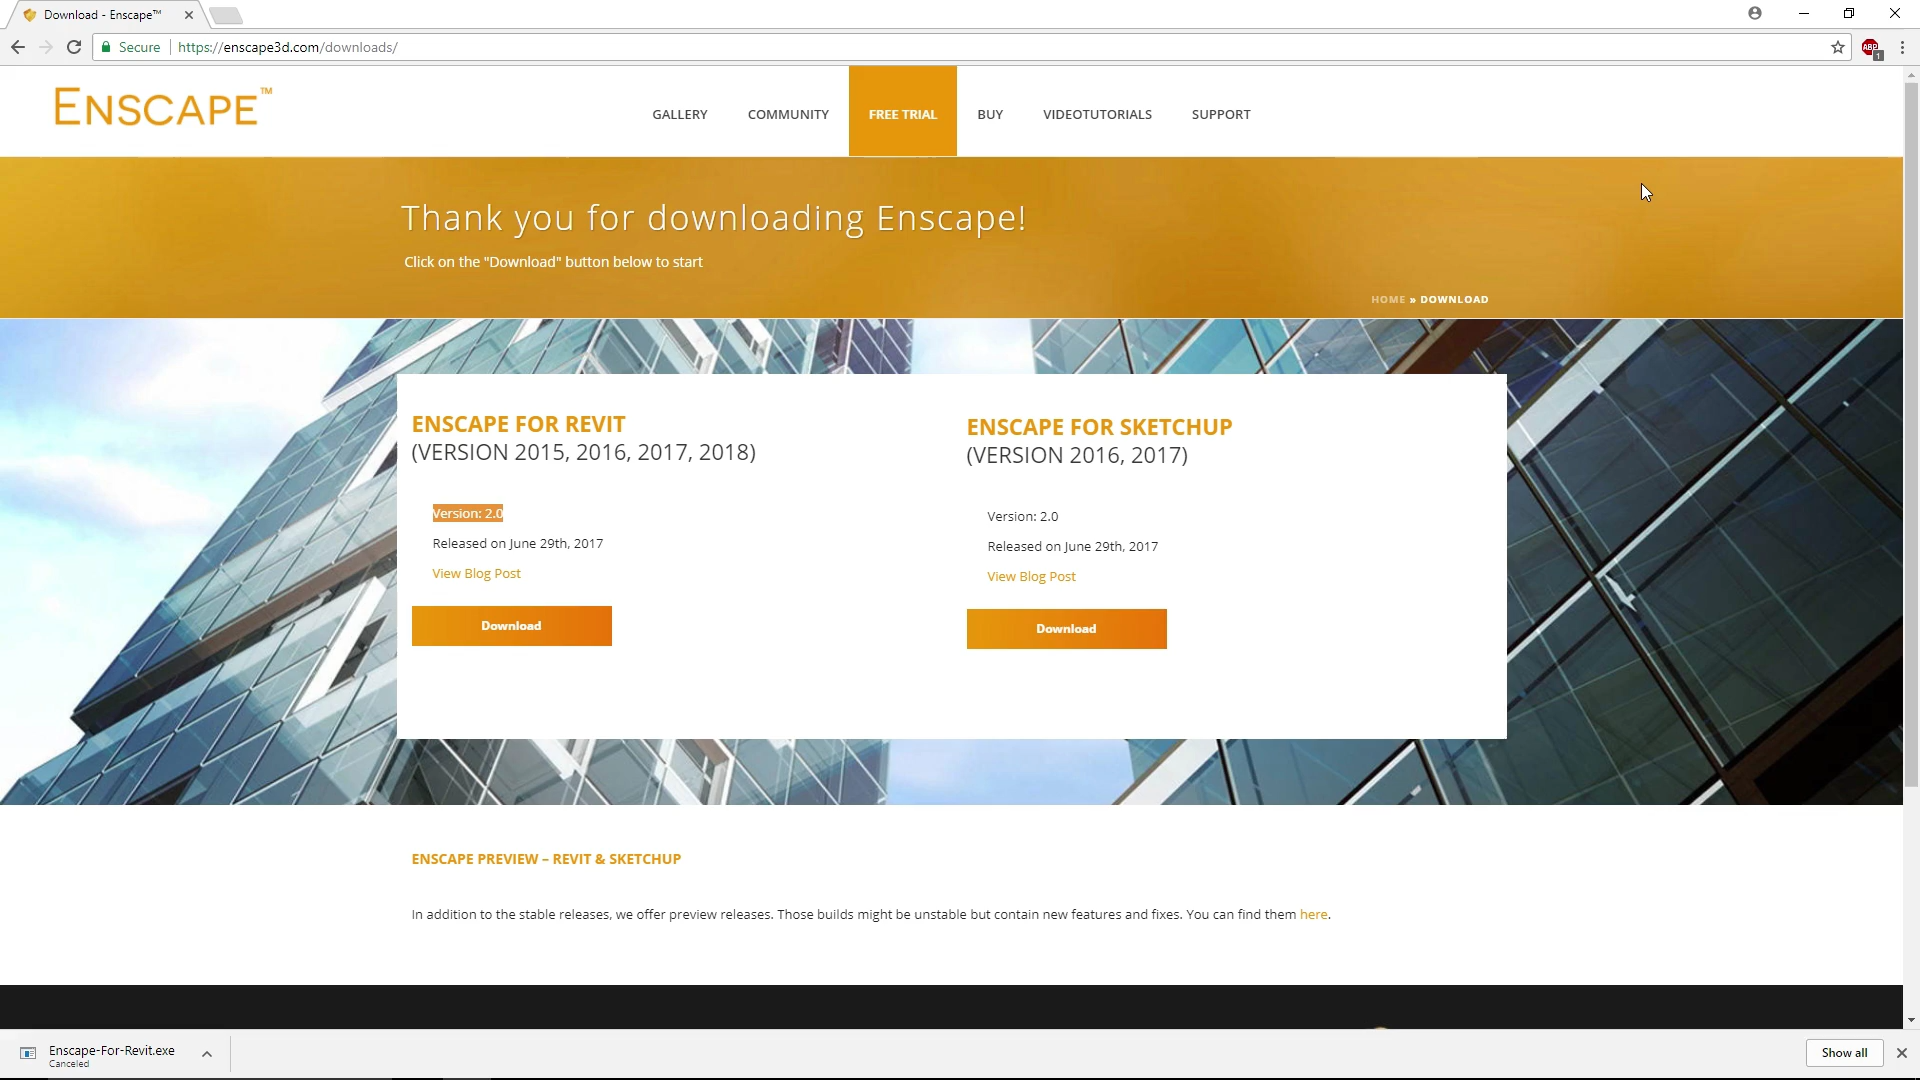 Download - Enscape™
Secure
https://enscape3d.com/downloads/
ABP
1
ENSCAPE™
GALLERY
COMMUNITY
FREE TRIAL
BUY
VIDEOTUTORIALS
SUPPORT
Thank you for downloading Enscape!
Click on the "Download" button below to start
HOME » DOWNLOAD
ENSCAPE FOR REVIT
(VERSION 2015, 2016, 2017, 2018)
Version: 2.0
Released on June 29th, 2017
View Blog Post
Download
ENSCAPE FOR SKETCHUP
(VERSION 2016, 2017)
Version: 2.0
Released on June 29th, 2017
View Blog Post
Download
ENSCAPE PREVIEW – REVIT & SKETCHUP
In addition to the stable releases, we offer preview releases. Those builds might be unstable but contain new features and fixes. You can find them here.
Enscape-For-Revit.exe
Canceled
Show all